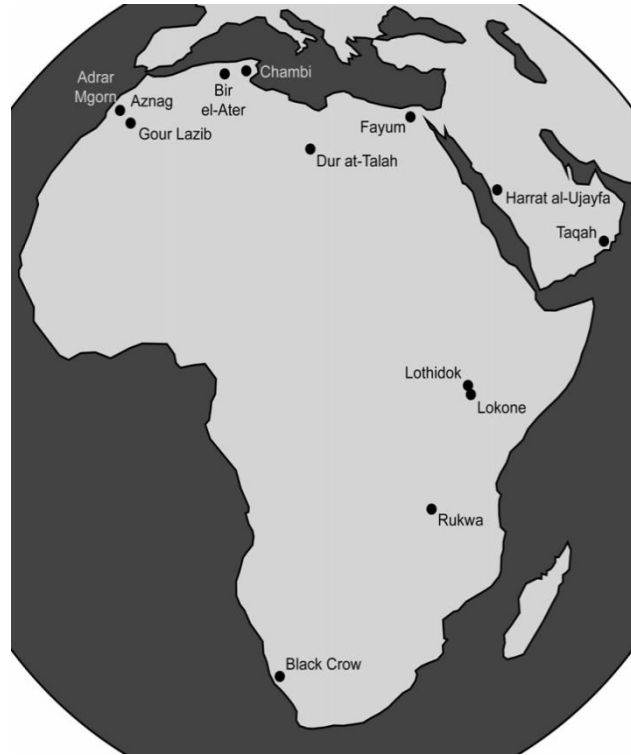 Adrar
Mgorn
Aznag
Gour Lazib
Bir
el-Ater
Chambi
Fayum
Dur at-Talah
Harrat al-Ujayfa
Taqah
Lothidok
Lokone
Rukwa
Black Crow